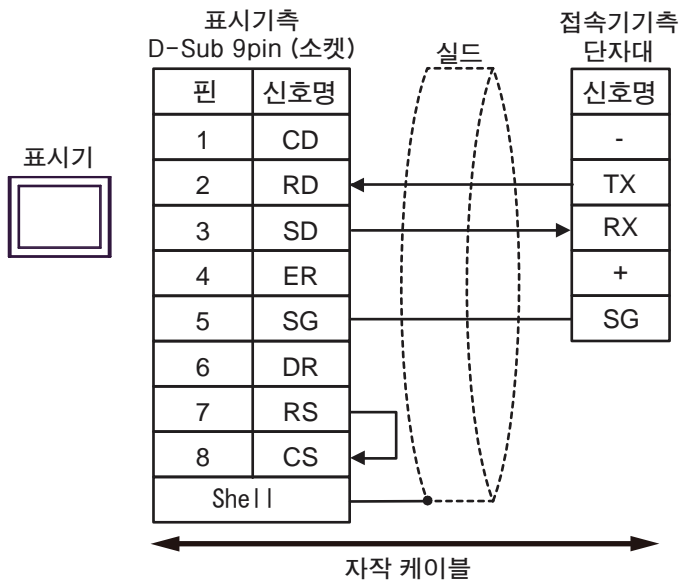 표시기측
D-Sub 9pin (소켓)
접속기기측
단자대
실드
핀 신호명
신호명
1 CD
-
표시기
2 RD
TX
3 SD
RX
4 ER
+
5 SG
SG
6 DR
7 RS
8 CS
Shell
자작 케이블